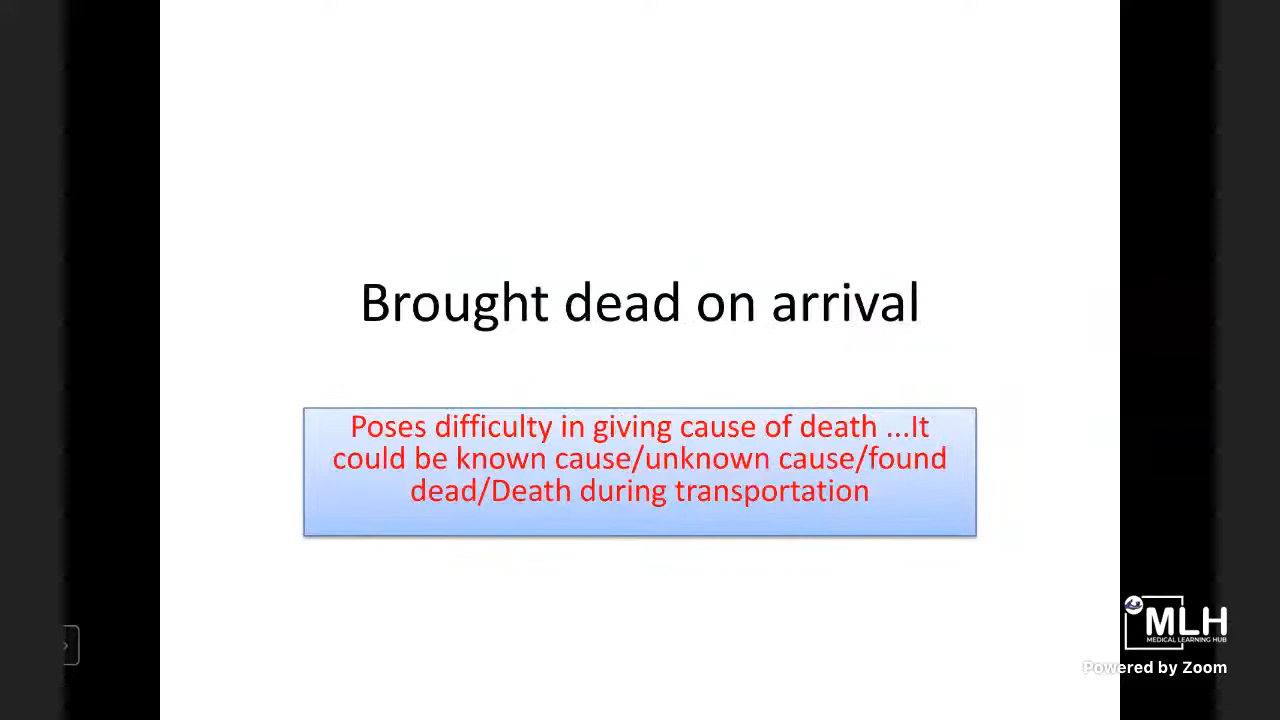 Brought dead on arrival
Poses difficulty in giving cause of death ...It
could be known cause/unknown cause/found
dead/Death during transportation
MLH
MEDICAL LEARNING HUB
Powered by Zoom